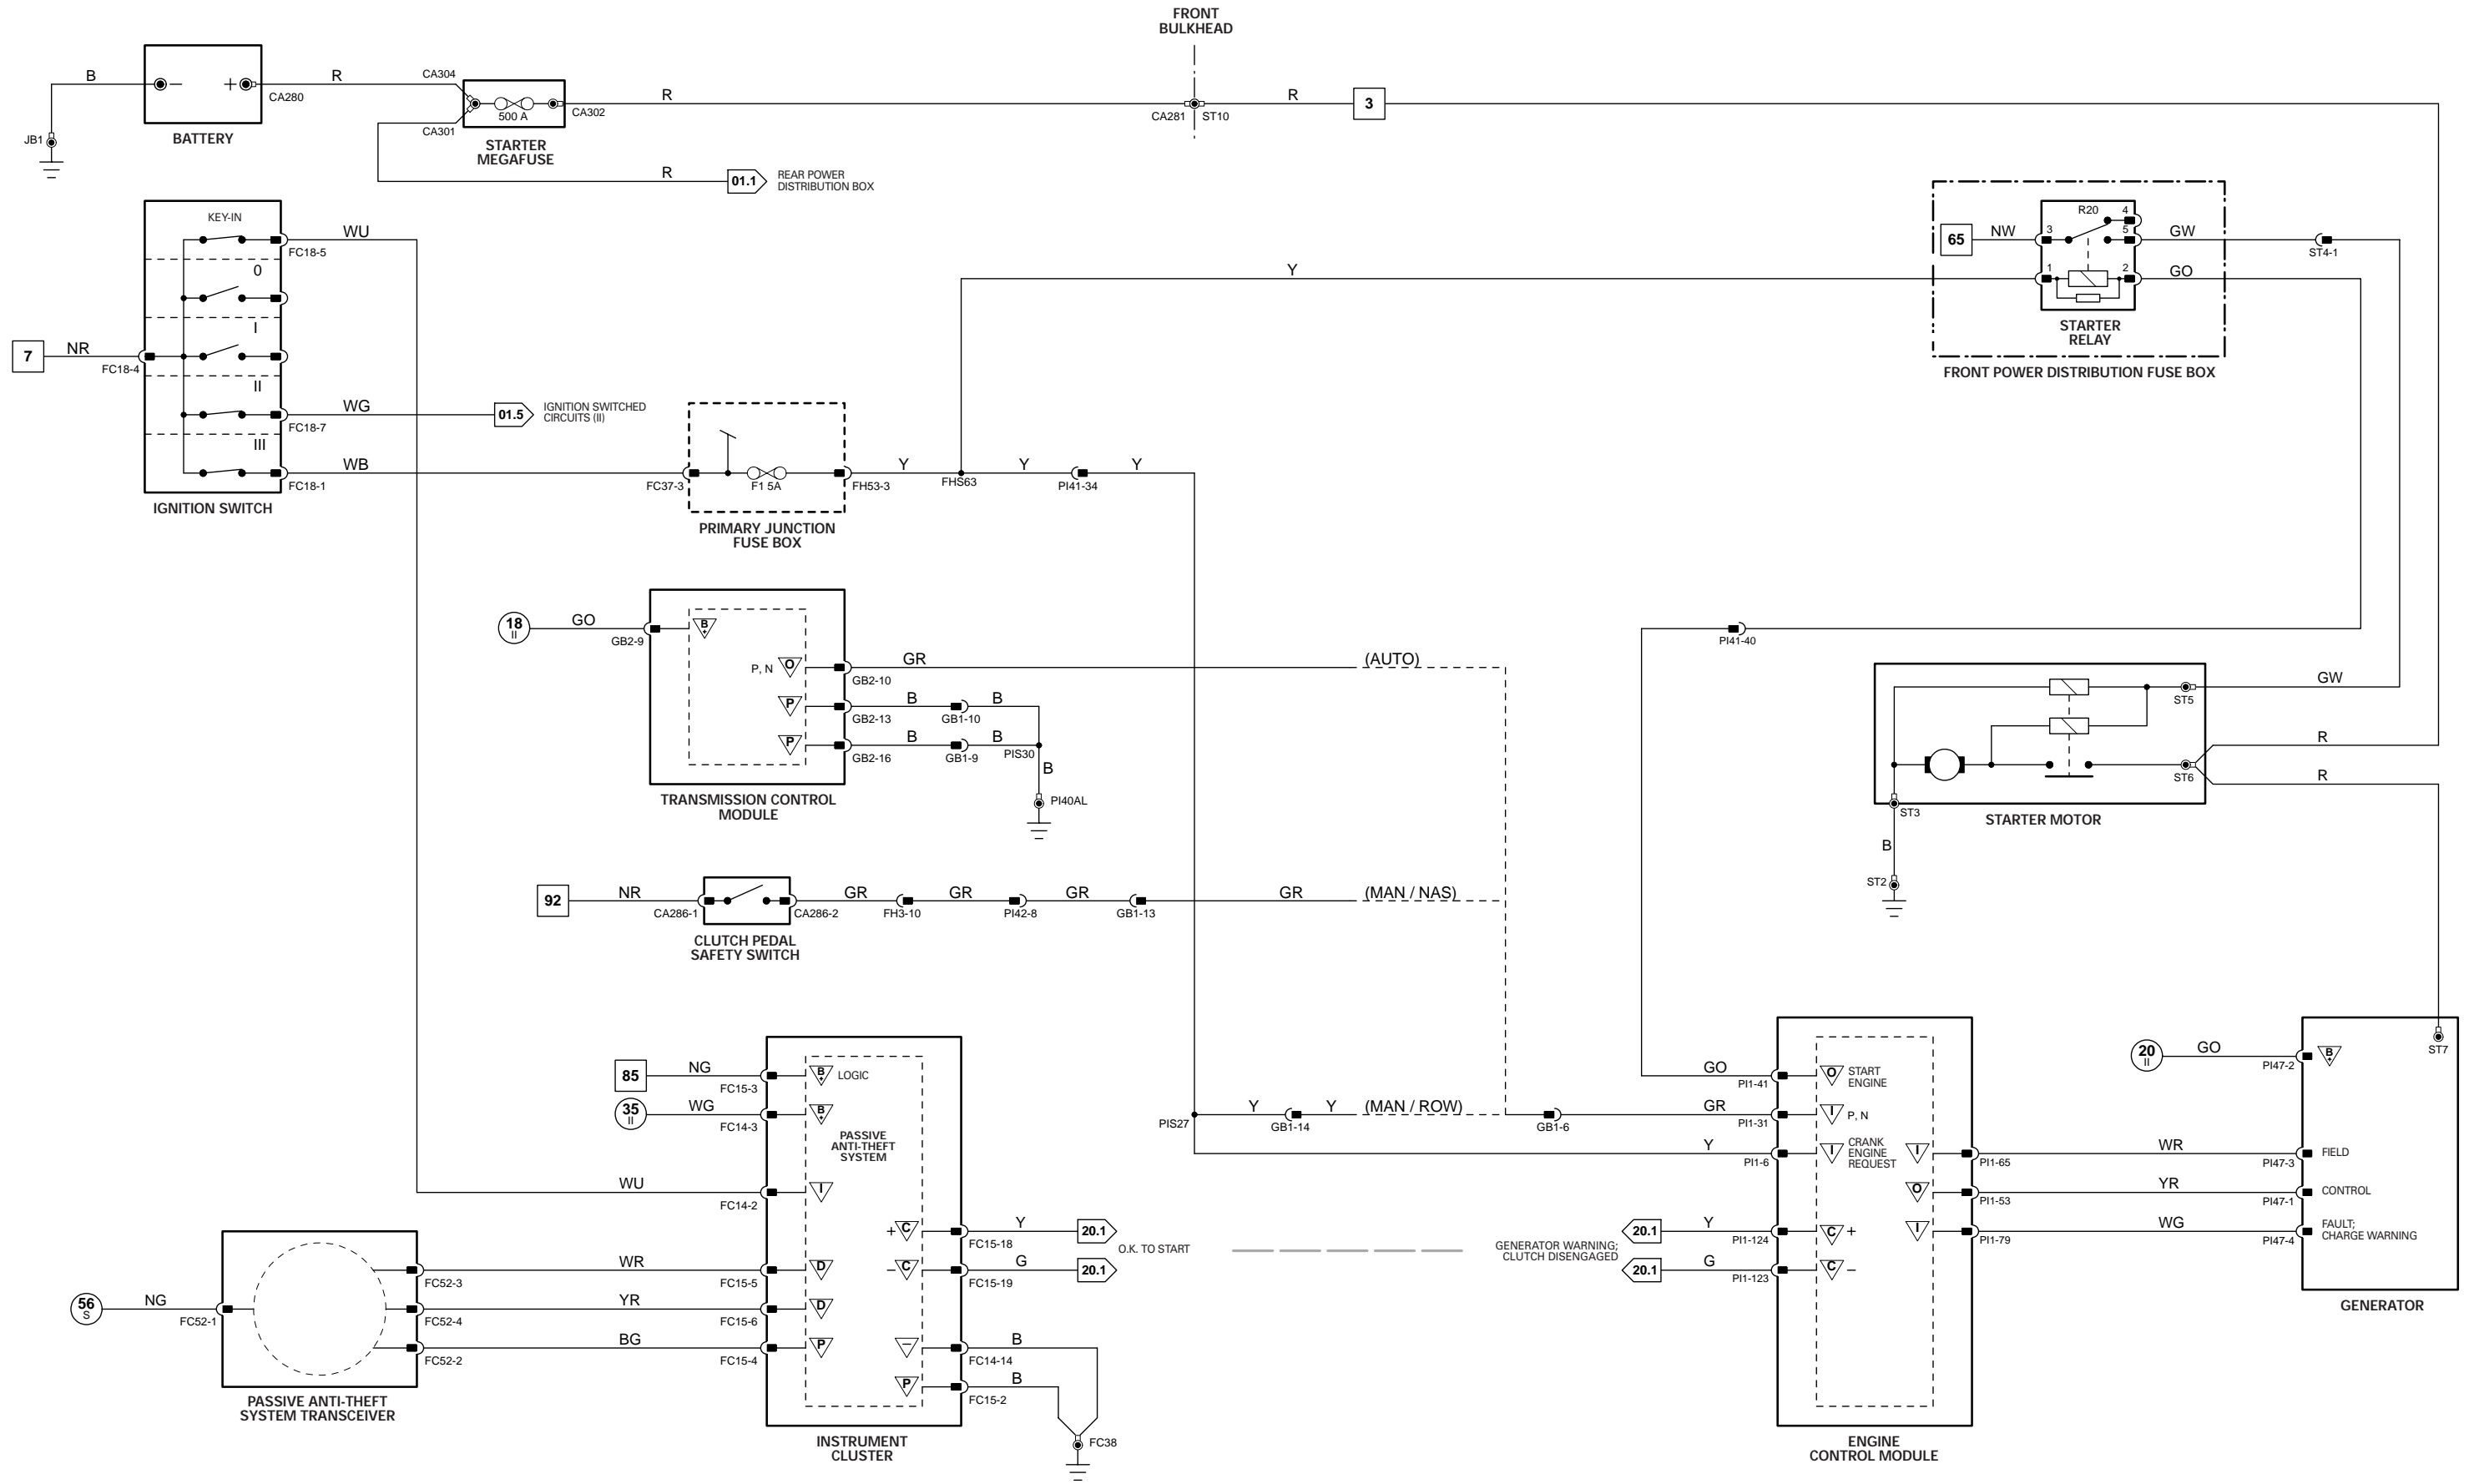 FRONT
BULKHEAD
B
R
CA304
CA280
BATTERY
JB1
500 A
CA301
CA302
STARTER
MEGAFUSE
R
R
01.1
REAR POWER
DISTRIBUTION BOX
CA281
ST10
R
3
KEY-IN
0
I
II
III
WU
FC18-5
7
NR
FC18-4
WG
FC18-7
01.5
IGNITION SWITCHED
CIRCUITS (II)
WB
FC18-1
IGNITION SWITCH
FC37-3
F1 5A
FH53-3
PRIMARY JUNCTION
FUSE BOX
Y
FHS63
Y
PI41-34
Y
Y
65
NW
R20
4
3
5
1
2
GW
ST4-1
GO
STARTER
RELAY
FRONT POWER DISTRIBUTION FUSE BOX
18
II
GO
GB2-9
B
+
P, N
O
P
P
GR
GB2-10
(AUTO)
B
GB2-13
GB1-10
B
B
GB2-16
GB1-9
B
PIS30
B
PI40AL
TRANSMISSION CONTROL
MODULE
PI41-40
GW
ST5
R
ST6
R
ST3
STARTER MOTOR
B
ST2
92
NR
CA286-1
CA286-2
GR
FH3-10
GR
PI42-8
GR
GB1-13
GR
(MAN / NAS)
CLUTCH PEDAL
SAFETY SWITCH
85
NG
FC15-3
B
+
LOGIC
35
II
WG
FC14-3
B
+
PASSIVE
ANTI-THEFT
SYSTEM
WU
FC14-2
I
WR
FC52-3
FC15-5
D
YR
FC52-4
FC15-6
D
BG
FC52-2
FC15-4
P
56
S
NG
FC52-1
PASSIVE ANTI-THEFT
SYSTEM TRANSCEIVER
+
C
Y
FC15-18
20.1
–
C
G
FC15-19
20.1
O.K. TO START
–
B
FC14-14
P
B
FC15-2
FC38
INSTRUMENT
CLUSTER
PIS27
Y
GB1-14
Y
(MAN / ROW)
GB1-6
GR
PI1-31
I
P, N
GO
PI1-41
O
START
ENGINE
Y
PI1-6
I
CRANK
ENGINE
REQUEST
GENERATOR WARNING;
CLUTCH DISENGAGED
20.1
Y
PI1-124
C
+
20.1
G
PI1-123
C
–
I
PI1-65
WR
PI47-3
FIELD
O
PI1-53
YR
PI47-1
CONTROL
I
PI1-79
WG
PI47-4
FAULT;
CHARGE WARNING
20
II
GO
PI47-2
B
+
ST7
GENERATOR
ENGINE
CONTROL MODULE